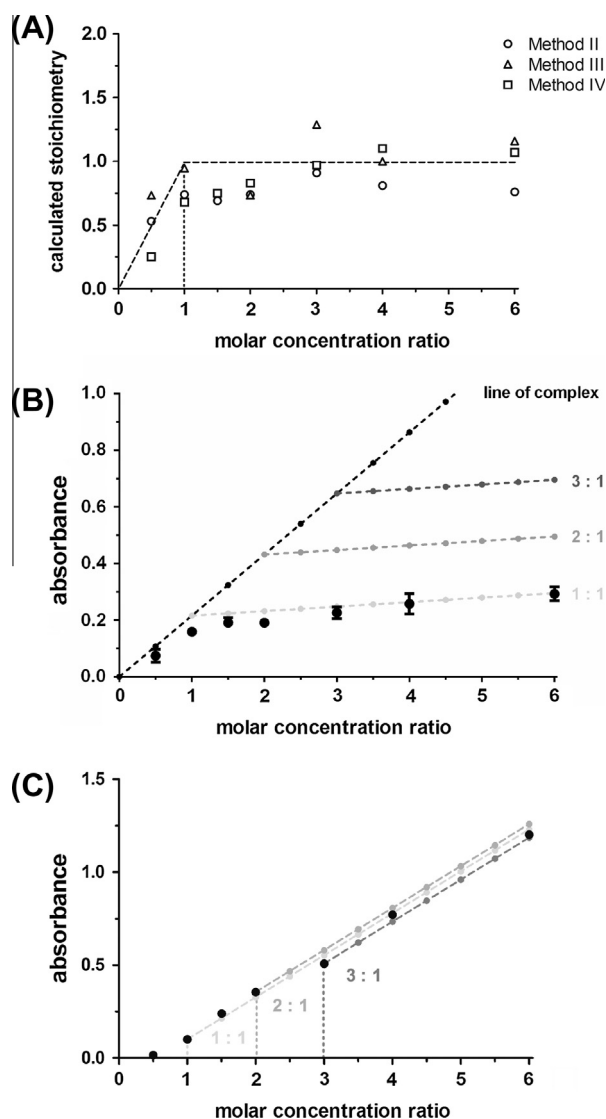 (A)
2.0
1.5
1.0
0.5
0.0
calculated stoichiometry
Method II
Method III
Method IV
0 1 2 3 4 5 6
molar concentration ratio
(B)
1.0
0.8
0.6
0.4
0.2
0.0
absorbance
line of complex
3 : 1
2 : 1
1 : 1
0 1 2 3 4 5 6
molar concentration ratio
(C)
1.5
1.0
0.5
0.0
absorbance
3 : 1
2 : 1
1 : 1
0 1 2 3 4 5 6
molar concentration ratio